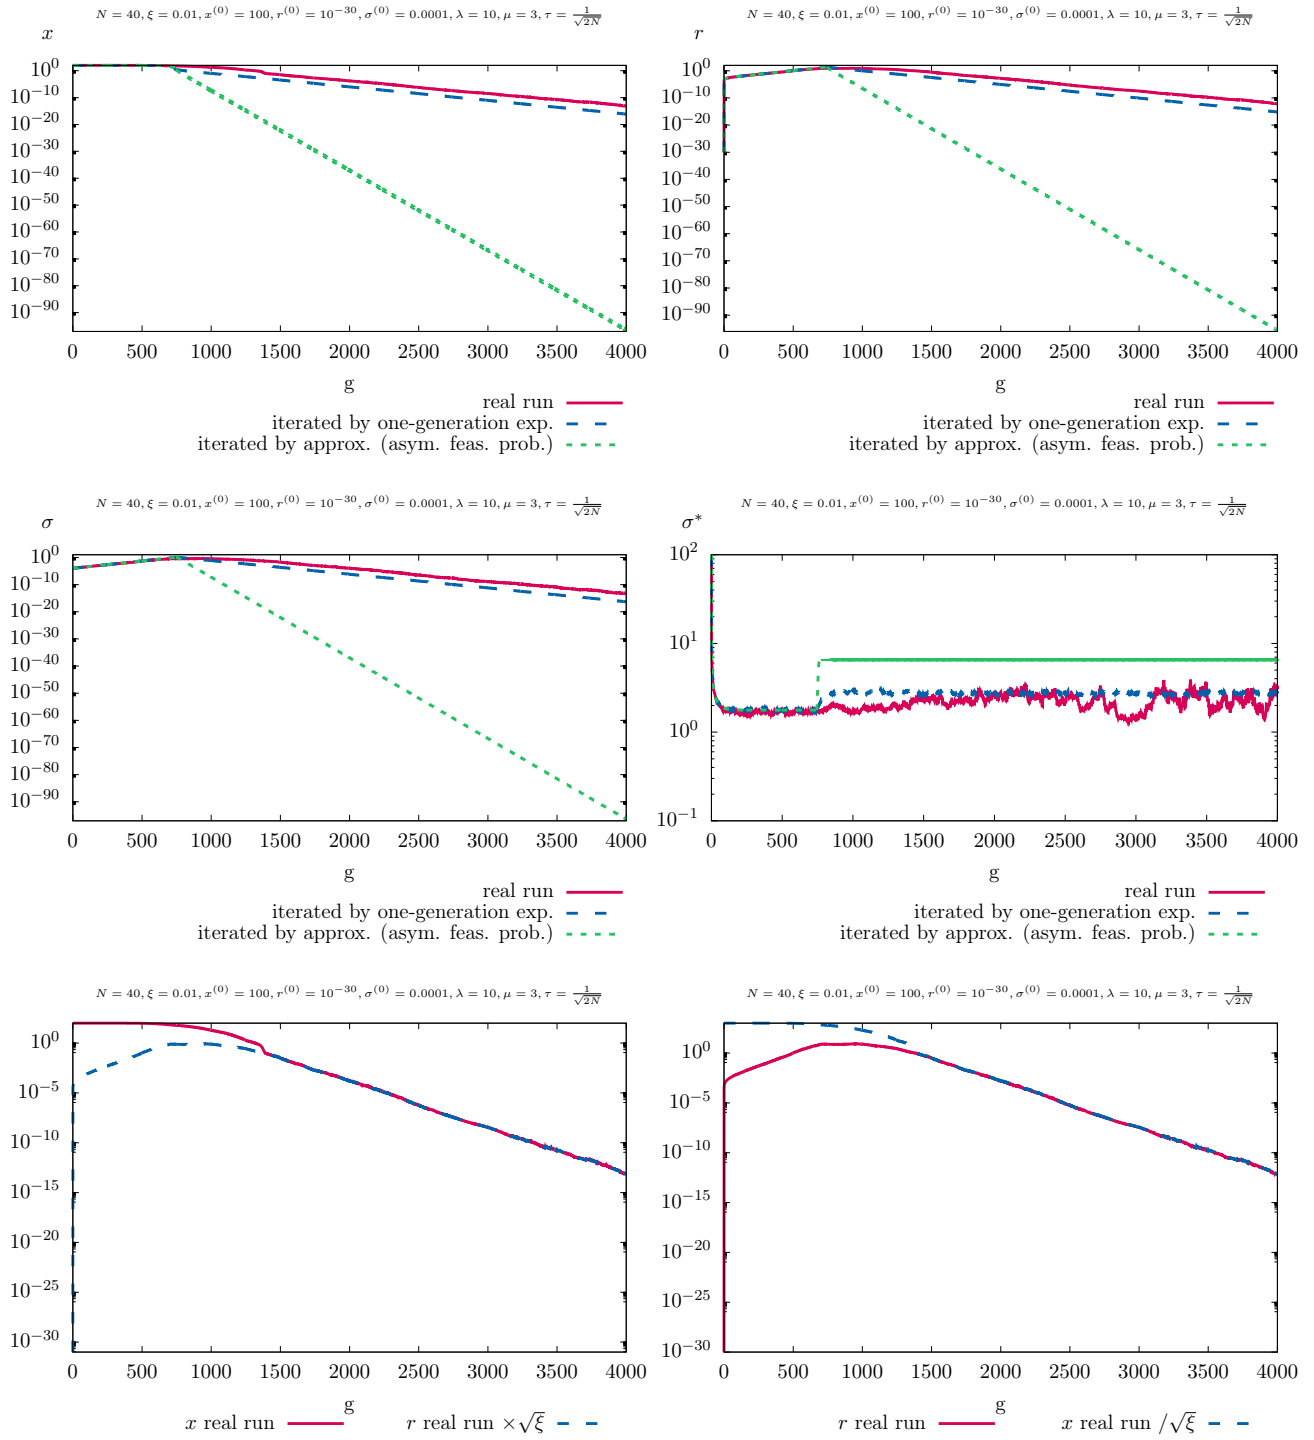 N = 40, ξ = 0.01, x^(0) = 100, r^(0) = 10^−30, σ^(0) = 0.0001, λ = 10, μ = 3, τ = 1/√2N
x
10^0
10^−10
10^−20
10^−30
10^−40
10^−50
10^−60
10^−70
10^−80
10^−90
0 500 1000 1500 2000 2500 3000 3500 4000
g
real run
iterated by one-generation exp.
iterated by approx. (asym. feas. prob.)
N = 40, ξ = 0.01, x^(0) = 100, r^(0) = 10^−30, σ^(0) = 0.0001, λ = 10, μ = 3, τ = 1/√2N
r
10^0
10^−10
10^−20
10^−30
10^−40
10^−50
10^−60
10^−70
10^−80
10^−90
0 500 1000 1500 2000 2500 3000 3500 4000
g
real run
iterated by one-generation exp.
iterated by approx. (asym. feas. prob.)
N = 40, ξ = 0.01, x^(0) = 100, r^(0) = 10^−30, σ^(0) = 0.0001, λ = 10, μ = 3, τ = 1/√2N
σ
10^0
10^−10
10^−20
10^−30
10^−40
10^−50
10^−60
10^−70
10^−80
10^−90
0 500 1000 1500 2000 2500 3000 3500 4000
g
real run
iterated by one-generation exp.
iterated by approx. (asym. feas. prob.)
N = 40, ξ = 0.01, x^(0) = 100, r^(0) = 10^−30, σ^(0) = 0.0001, λ = 10, μ = 3, τ = 1/√2N
σ*
10^2
10^1
10^0
10^−1
0 500 1000 1500 2000 2500 3000 3500 4000
g
real run
iterated by one-generation exp.
iterated by approx. (asym. feas. prob.)
N = 40, ξ = 0.01, x^(0) = 100, r^(0) = 10^−30, σ^(0) = 0.0001, λ = 10, μ = 3, τ = 1/√2N
10^0
10^−5
10^−10
10^−15
10^−20
10^−25
10^−30
0 500 1000 1500 2000 2500 3000 3500 4000
g
x real run r real run ×√ξ
N = 40, ξ = 0.01, x^(0) = 100, r^(0) = 10^−30, σ^(0) = 0.0001, λ = 10, μ = 3, τ = 1/√2N
10^0
10^−5
10^−10
10^−15
10^−20
10^−25
10^−30
0 500 1000 1500 2000 2500 3000 3500 4000
g
r real run x real run /√ξ